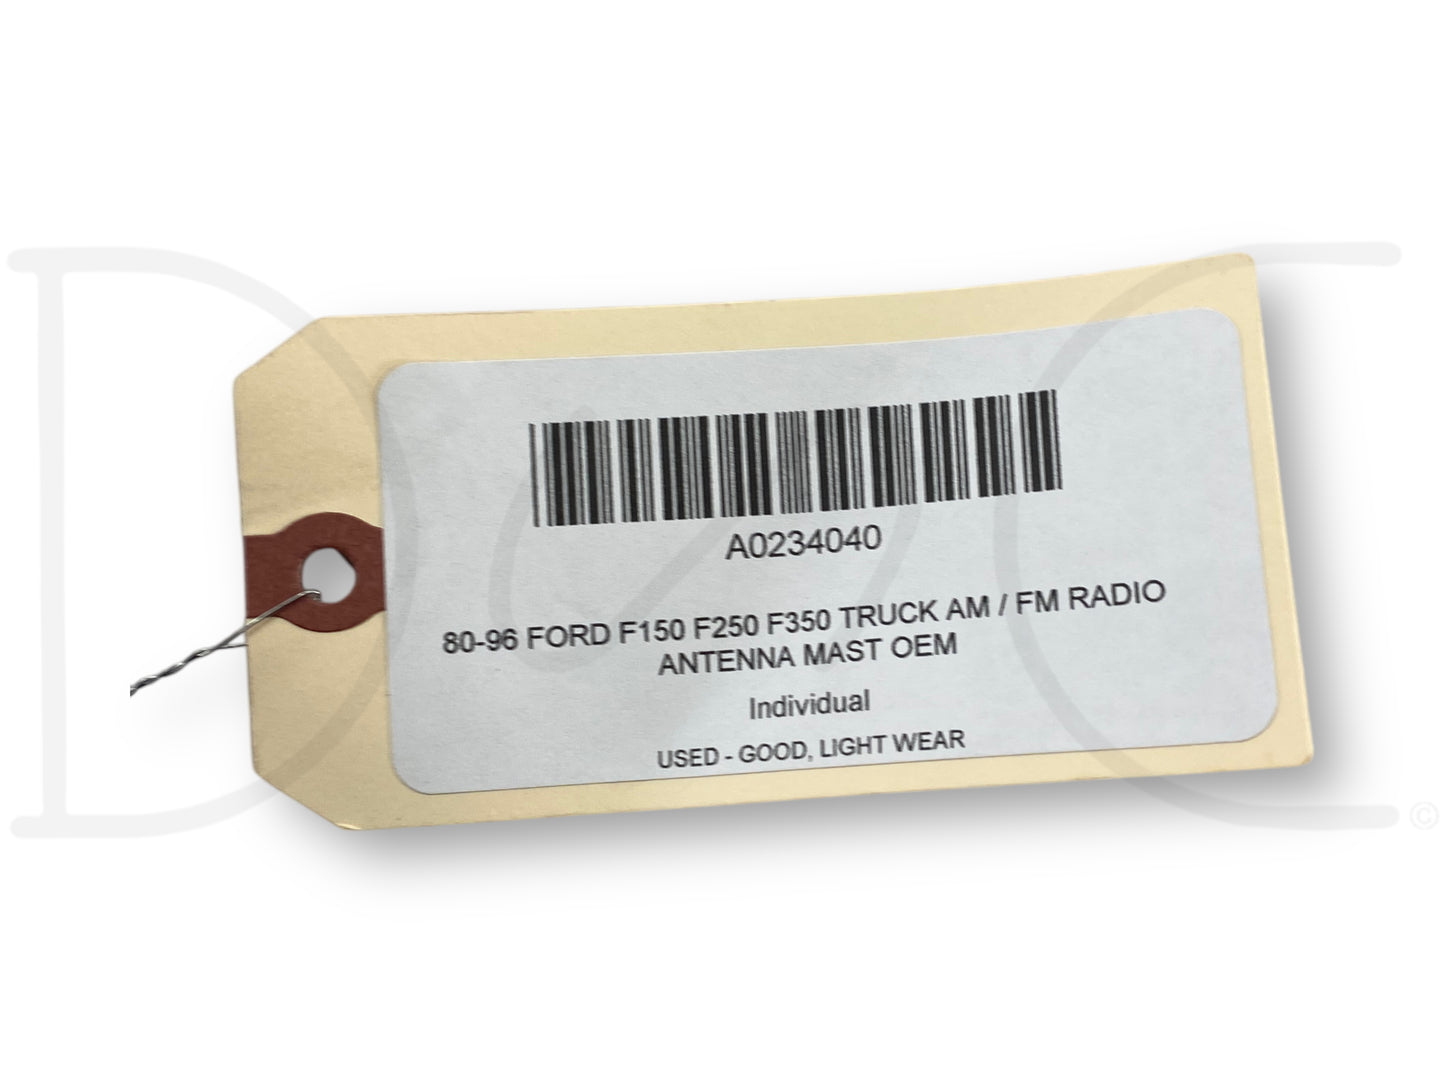 A0234040
80-96 FORD F150 F250 F350 TRUCK AM / FM RADIO
ANTENNA MAST OEM
Individual
USED - GOOD, LIGHT WEAR
©